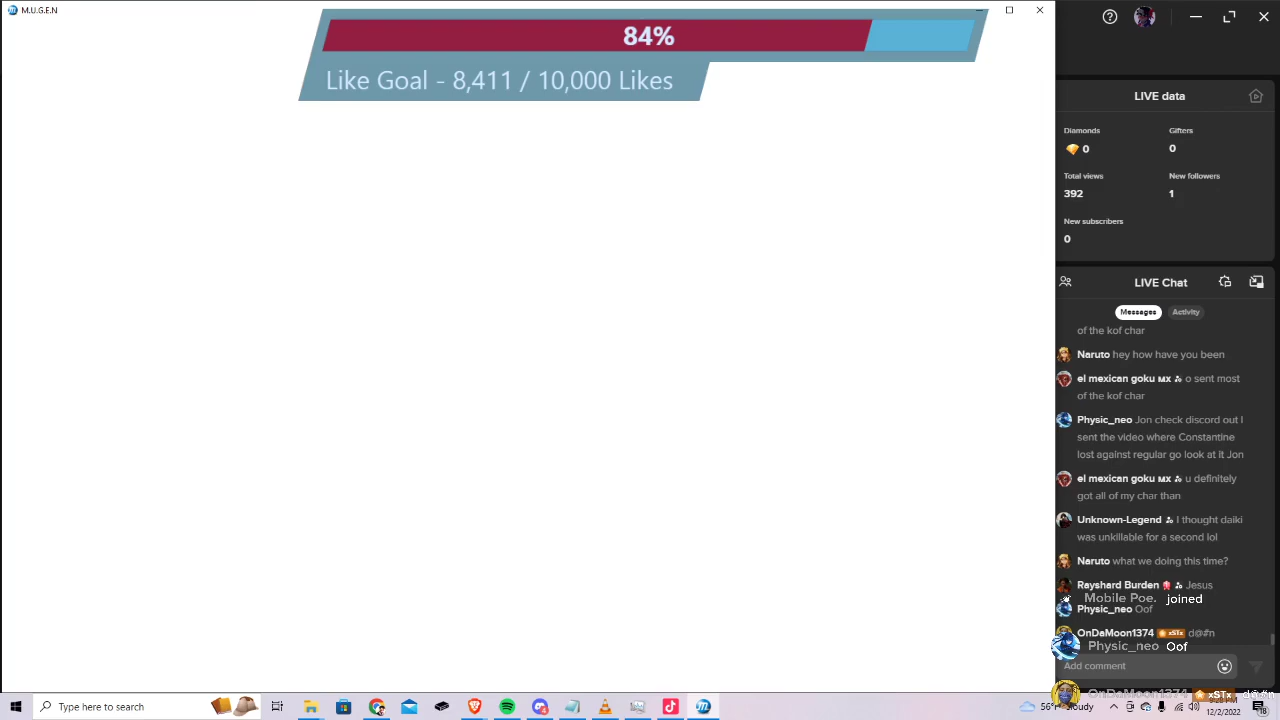 M.U.G.E.N
84%
Like Goal - 8,411 / 10,000 Likes
LIVE data
Diamonds
Gifters
0
0
Total views
New followers
392
1
New subscribers
0
LIVE Chat
Messages
Activity
of the kof char
Naruto hey how have you been
el mexican goku ᴍx o sent most
of the kof char
Physic_neo Jon check discord out I
sent the video where Constantine
lost against regular go look at it Jon
el mexican goku ᴍx u definitely
got all of my char than
Unknown-Legend I thought daiki
was unkillable for a second lol
Naruto what we doing this time?
Rayshard Burden Jesus
Mobile Poe. joined
Physic_neo Oof
OnDaMoon1374 xSTx d@#n
Physic_neo Oof
Add comment
OnDaMoon1374 xSTx d@#n
Type here to search
56°
12/2/2022